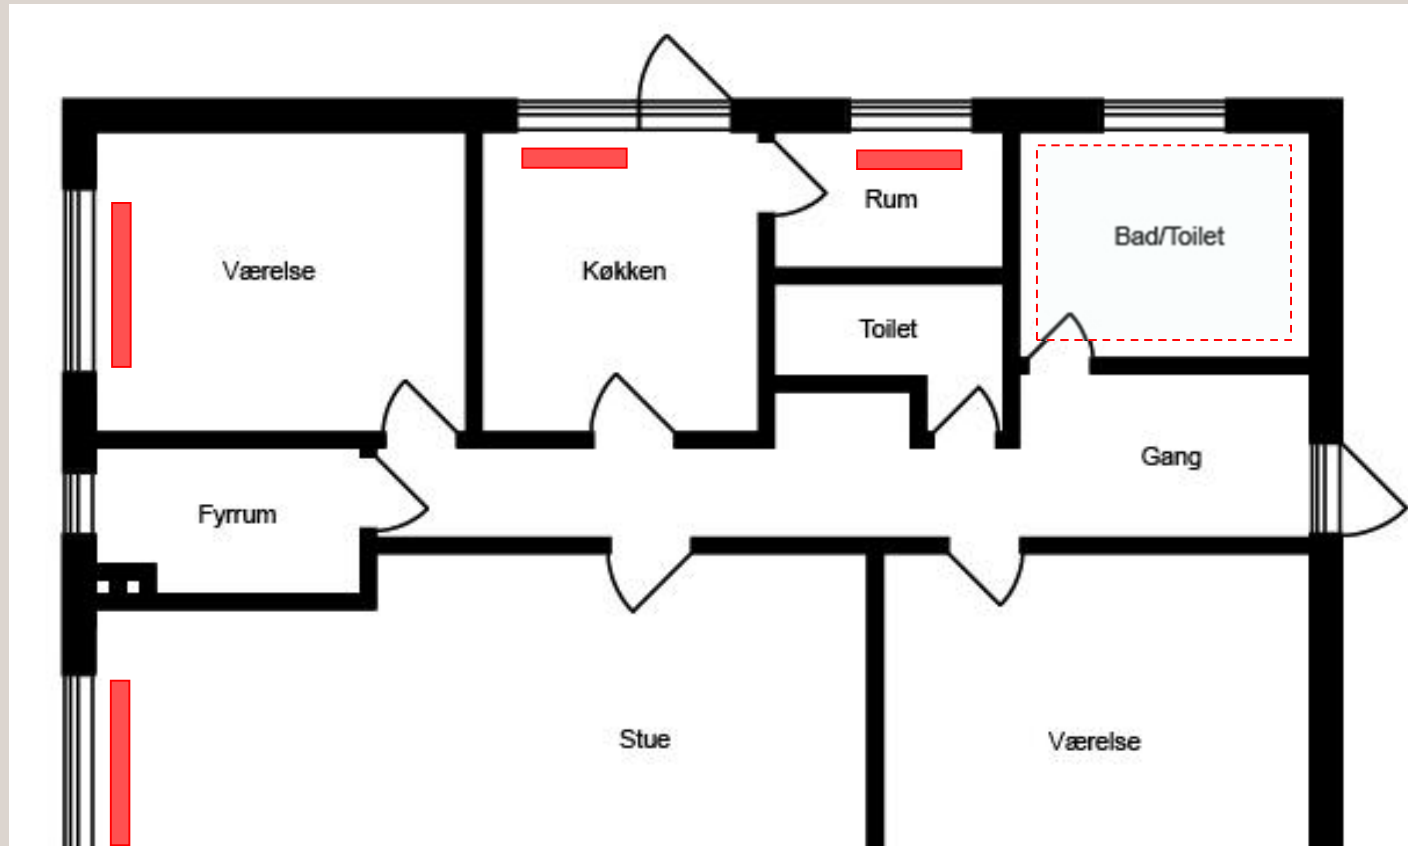 Rum
Bad/Toilet
Værelse
Køkken
Toilet
Gang
Fyrrum
Stue
Værelse